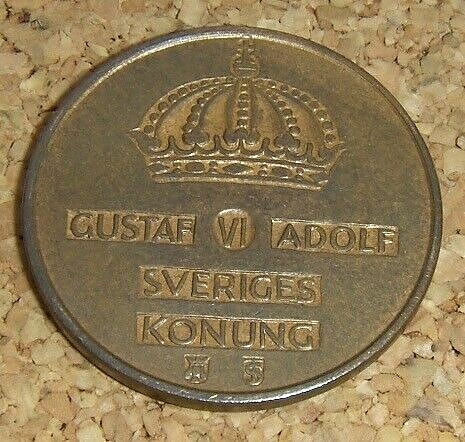 GUSTAF VI ADOLF
SVERIGES
KONUNG